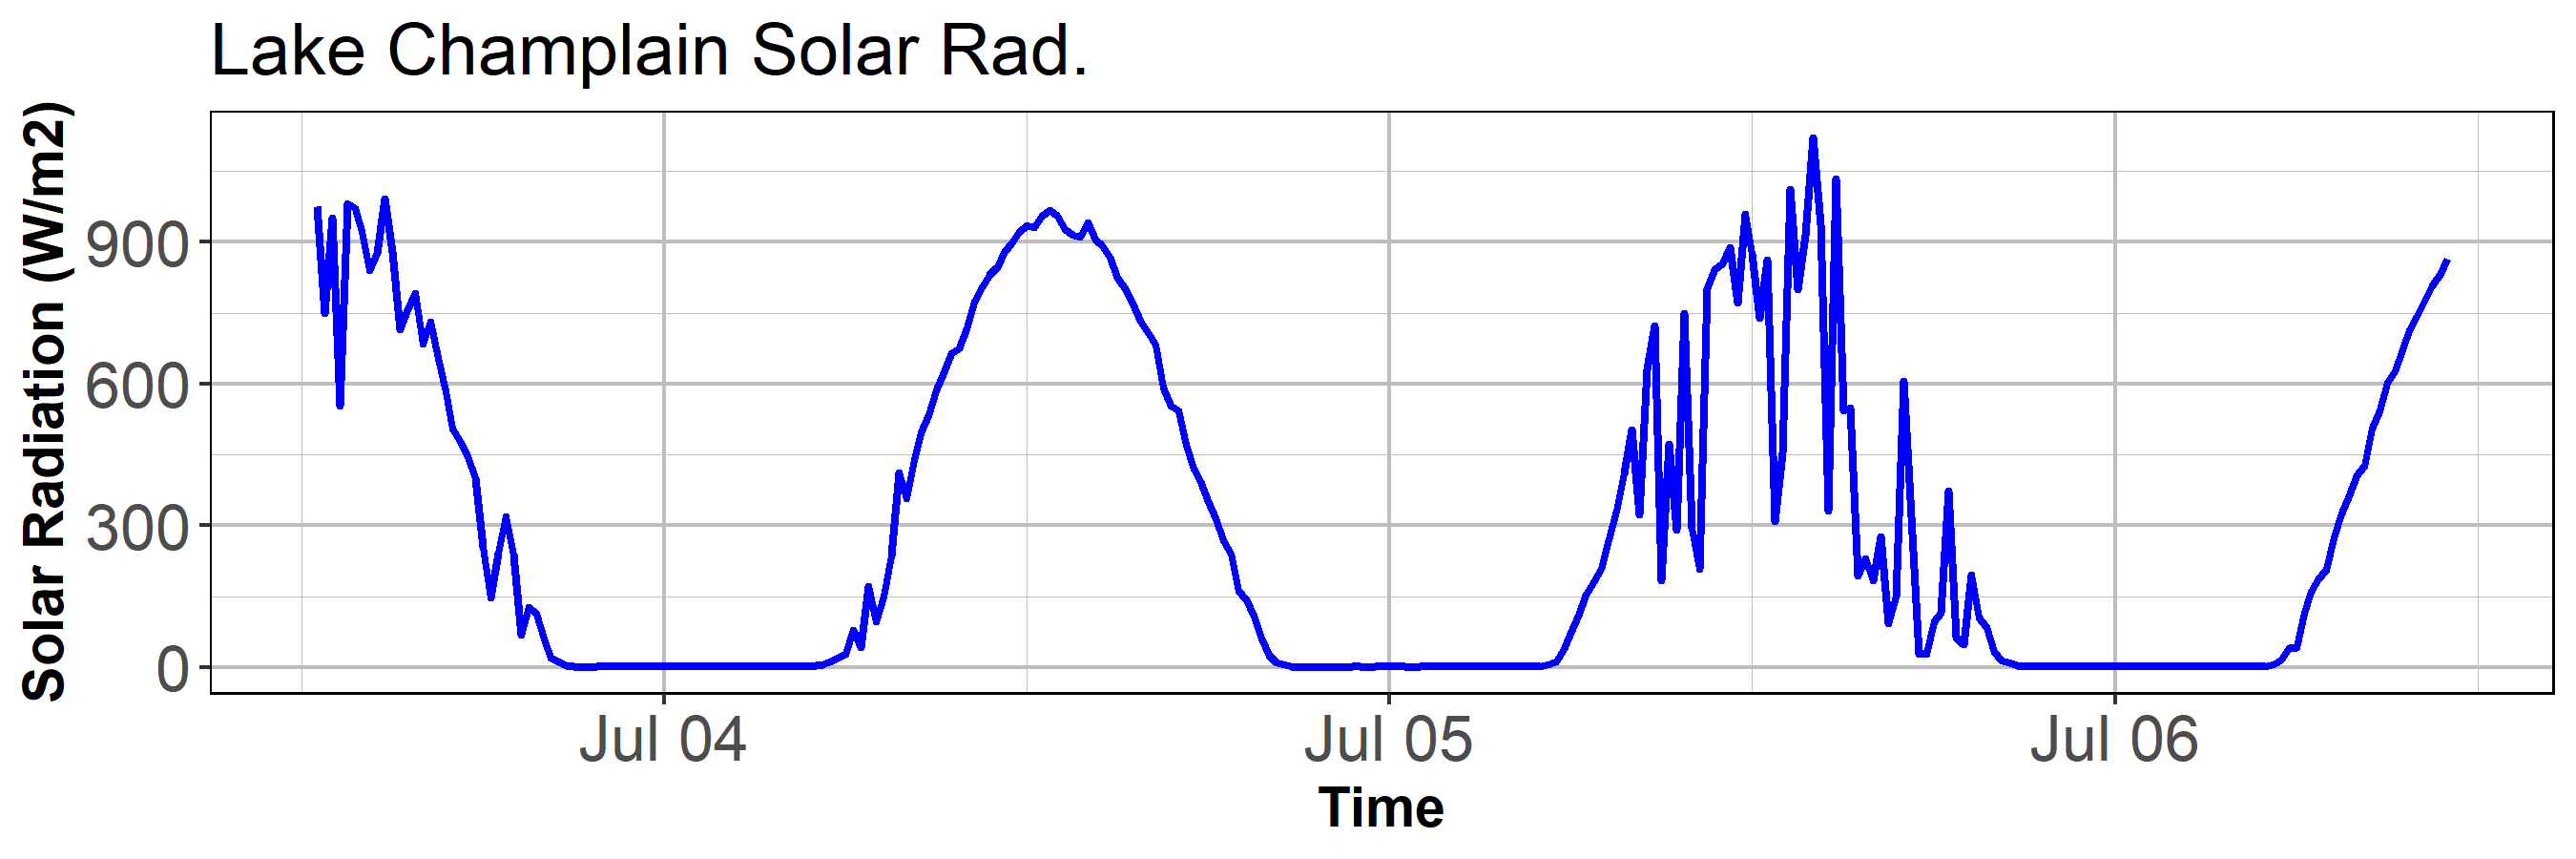 Lake Champlain Solar Rad.
Solar Radiation (W/m2)
900
600
300
0
Jul 04 Jul 05 Jul 06
Time